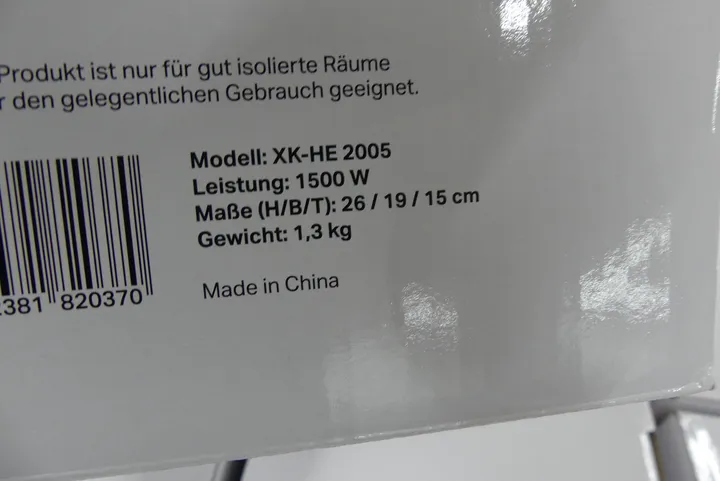 Produkt ist nur für gut isolierte Räume
den gelegentlichen Gebrauch geeignet.
Modell: XK-HE 2005
Leistung: 1500 W
Maße (H/B/T): 26 / 19 / 15 cm
Gewicht: 1,3 kg
Made in China
381 820370